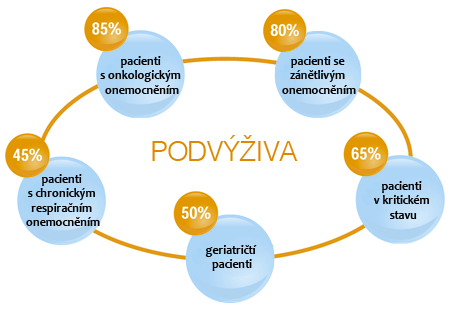 85%
pacienti
s onkologickým
onemocněním
80%
pacienti se
zánětlivým
onemocněním
PODVÝŽIVA
45%
pacienti
s chronickým
respiračním
onemocněním
65%
pacienti
v kritickém
stavu
50%
geriatričtí
pacienti